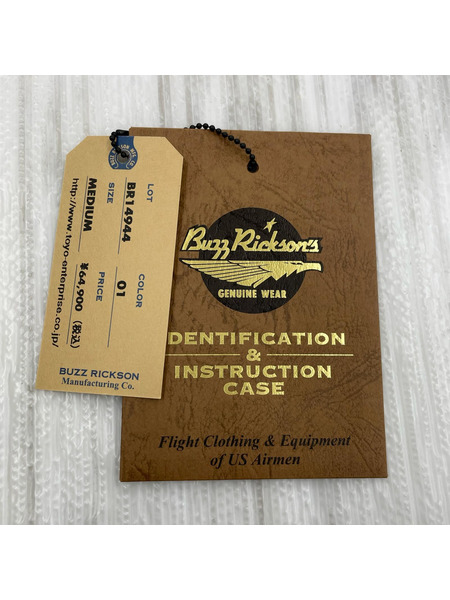 LOT
BR14944
COLOR
01
SIZE
MEDIUM
PRICE
¥64,900 (税込)
http://www.toyo-enterprise.co.jp/
BUZZ RICKSON
Manufacturing Co.
Buzz Rickson's
GENUINE WEAR
DENTIFICATION
&
INSTRUCTION
CASE
Flight Clothing & Equipment
of US Airmen